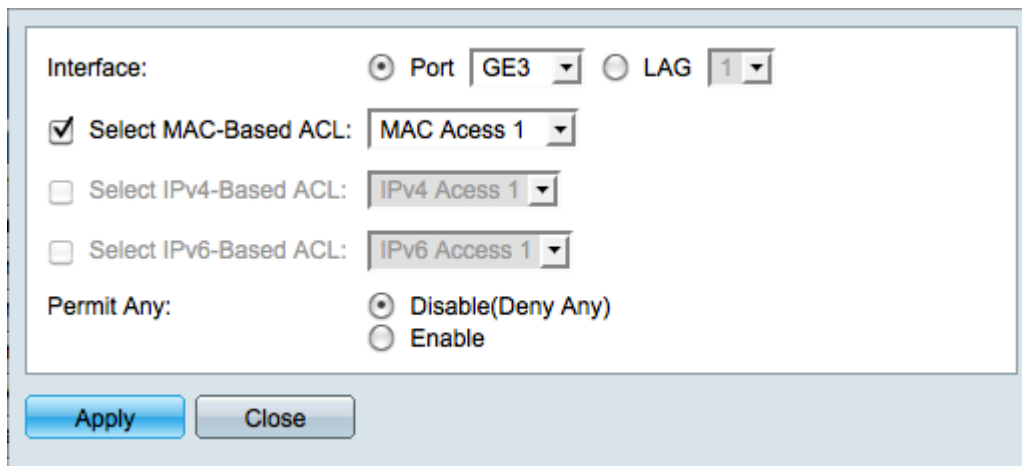 Interface: Port GE3 LAG 1
Select MAC-Based ACL: MAC Acess 1
Select IPv4-Based ACL: IPv4 Acess 1
Select IPv6-Based ACL: IPv6 Access 1
Permit Any: Disable(Deny Any)
Enable
Apply Close